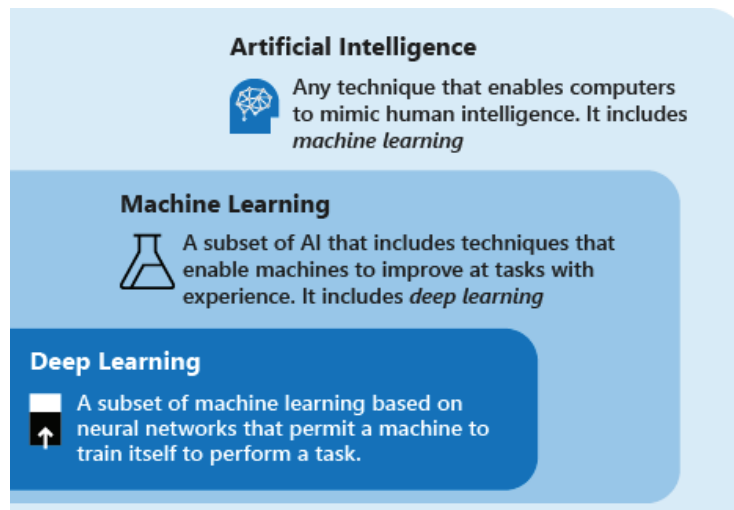 Artificial Intelligence
Any technique that enables computers
to mimic human intelligence. It includes
machine learning
Machine Learning
A subset of AI that includes techniques that
enable machines to improve at tasks with
experience. It includes deep learning
Deep Learning
A subset of machine learning based on
neural networks that permit a machine to
train itself to perform a task.